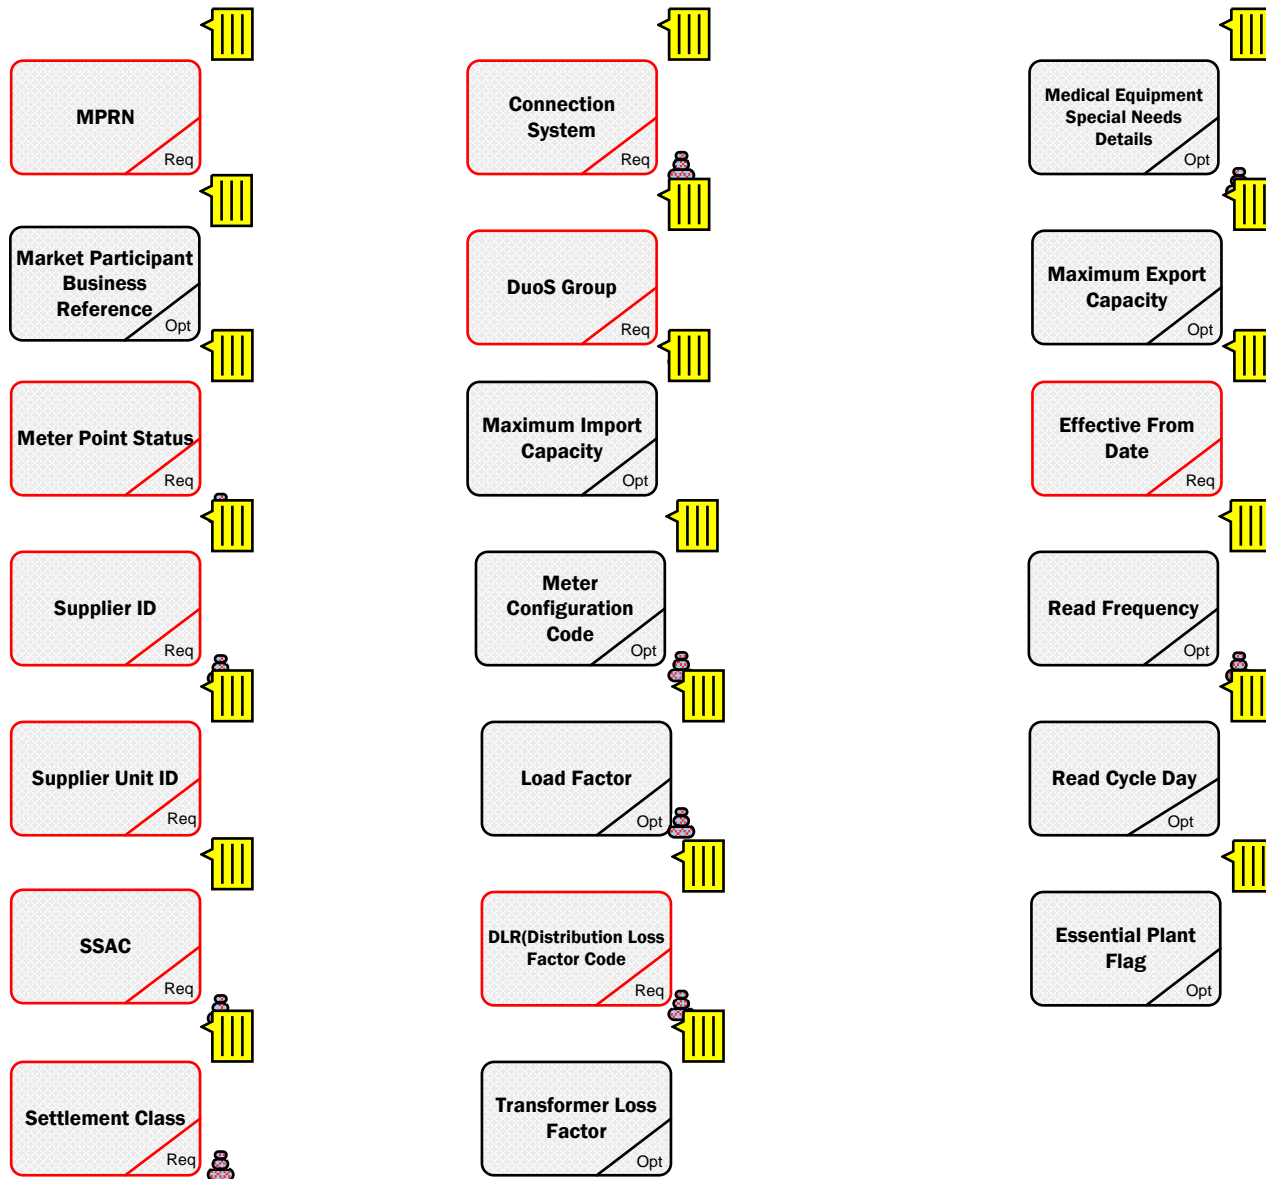 MPRN
Req
Market Participant
Business
Reference
Opt
Meter Point Status
Req
Supplier ID
Req
Supplier Unit ID
Req
SSAC
Req
Settlement Class
Req
Connection
System
Req
DuoS Group
Req
Maximum Import
Capacity
Opt
Meter
Configuration
Code
Opt
Load Factor
Opt
DLR(Distribution Loss
Factor Code
Req
Transformer Loss
Factor
Opt
Medical Equipment
Special Needs
Details
Opt
Maximum Export
Capacity
Opt
Effective From
Date
Req
Read Frequency
Opt
Read Cycle Day
Opt
Essential Plant
Flag
Opt